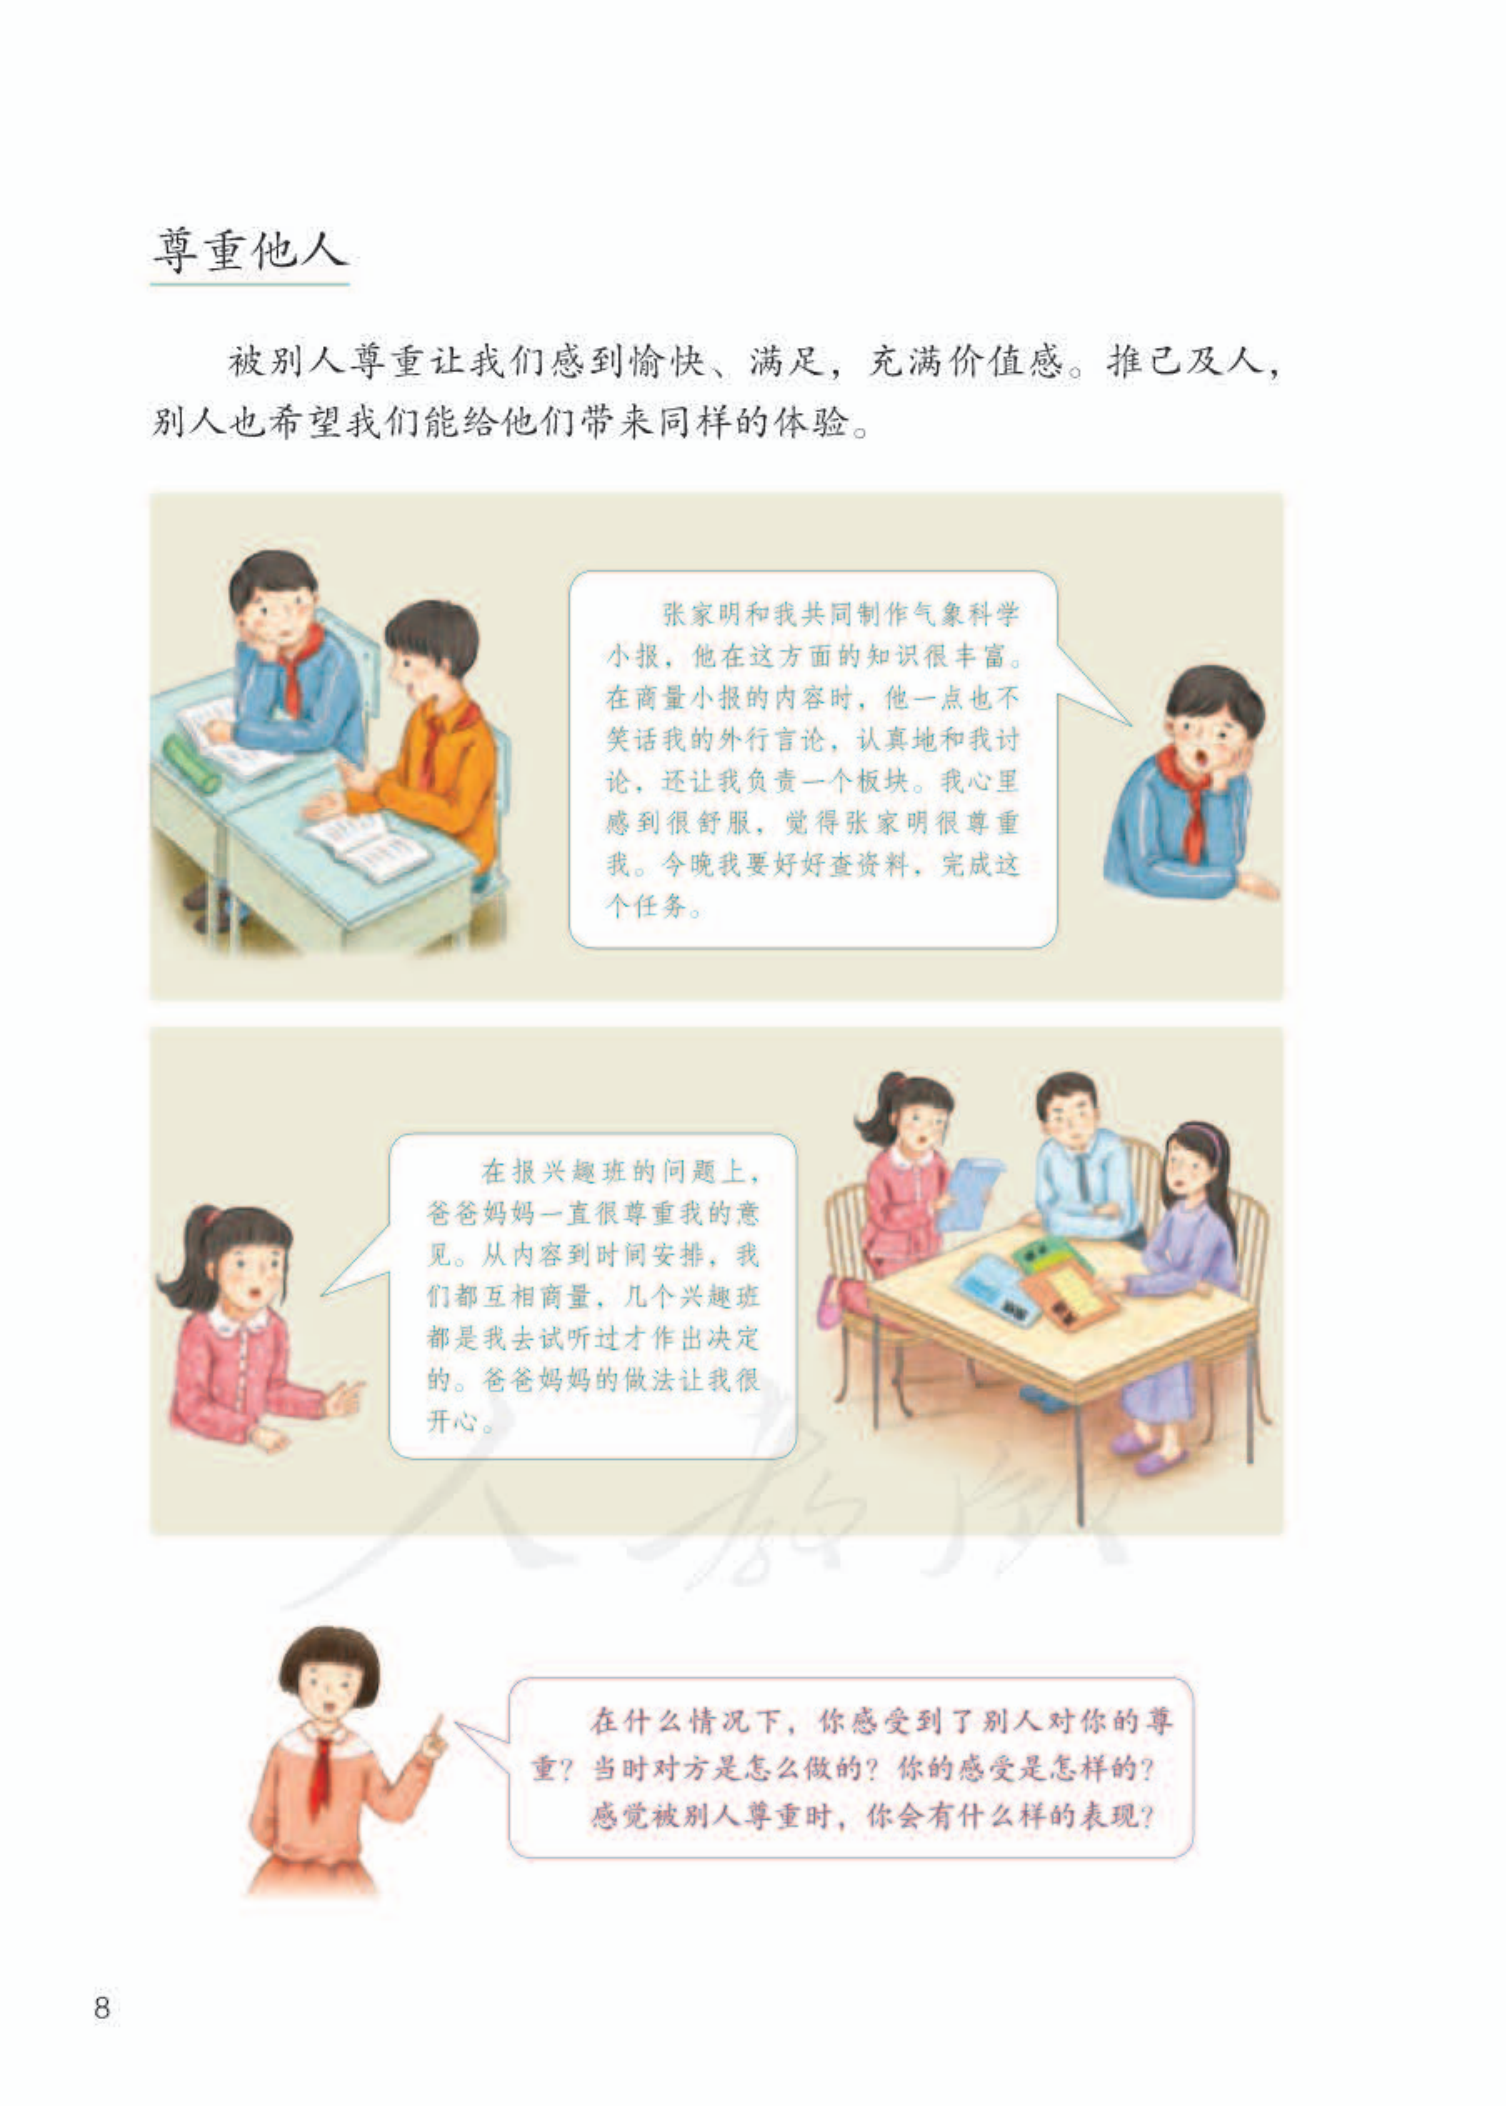 尊重他人
被别人尊重让我们感到愉快、满足，充满价值感。推己及人，
别人也希望我们能给他们带来同样的体验。
张家明和我共同制作气象科学
小报，他在这方面的知识很丰富。
在商量小报的内容时，他一点也不
笑话我的外行言论，认真地和我讨
论，还让我负责一个板块。我心里
感到很舒服，觉得张家明很尊重
我。今晚我要好好查资料，完成这
个任务。
在报兴趣班的问题上，
爸爸妈妈一直很尊重我的意
见。从内容到时间安排，我
们都互相商量，几个兴趣班
都是我去试听过才作出决定
的。爸爸妈妈的做法让我很
开心。
人教版
在什么情况下，你感受到了别人对你的尊
重？当时对方是怎么做的？你的感受是怎样的？
感觉被别人尊重时，你会有什么样的表现？
8